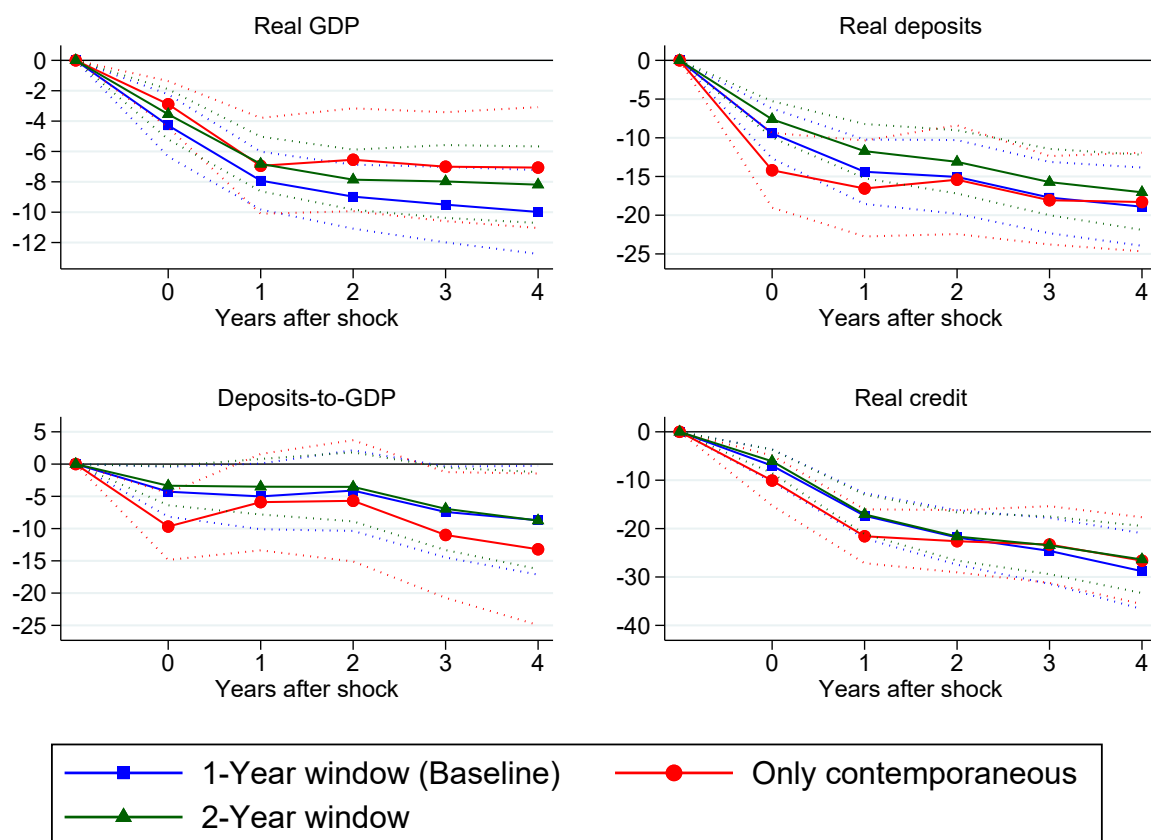 Real GDP
0
-2
-4
-6
-8
-10
-12
0 1 2 3 4
Years after shock
Real deposits
0
-5
-10
-15
-20
-25
0 1 2 3 4
Years after shock
Deposits-to-GDP
5
0
-5
-10
-15
-20
-25
0 1 2 3 4
Years after shock
Real credit
0
-10
-20
-30
-40
0 1 2 3 4
Years after shock
1-Year window (Baseline) Only contemporaneous
2-Year window